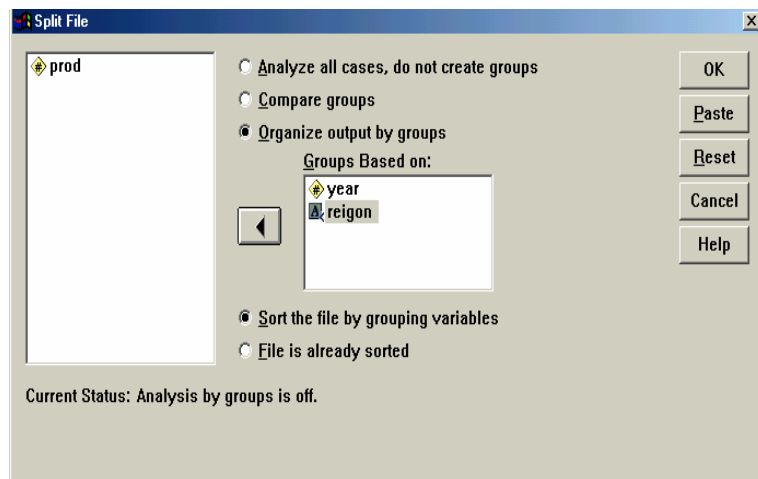 Split File
prod
Analyze all cases, do not create groups
Compare groups
Organize output by groups
Groups Based on:
year
reigon
Sort the file by grouping variables
File is already sorted
Current Status: Analysis by groups is off.
OK
Paste
Reset
Cancel
Help